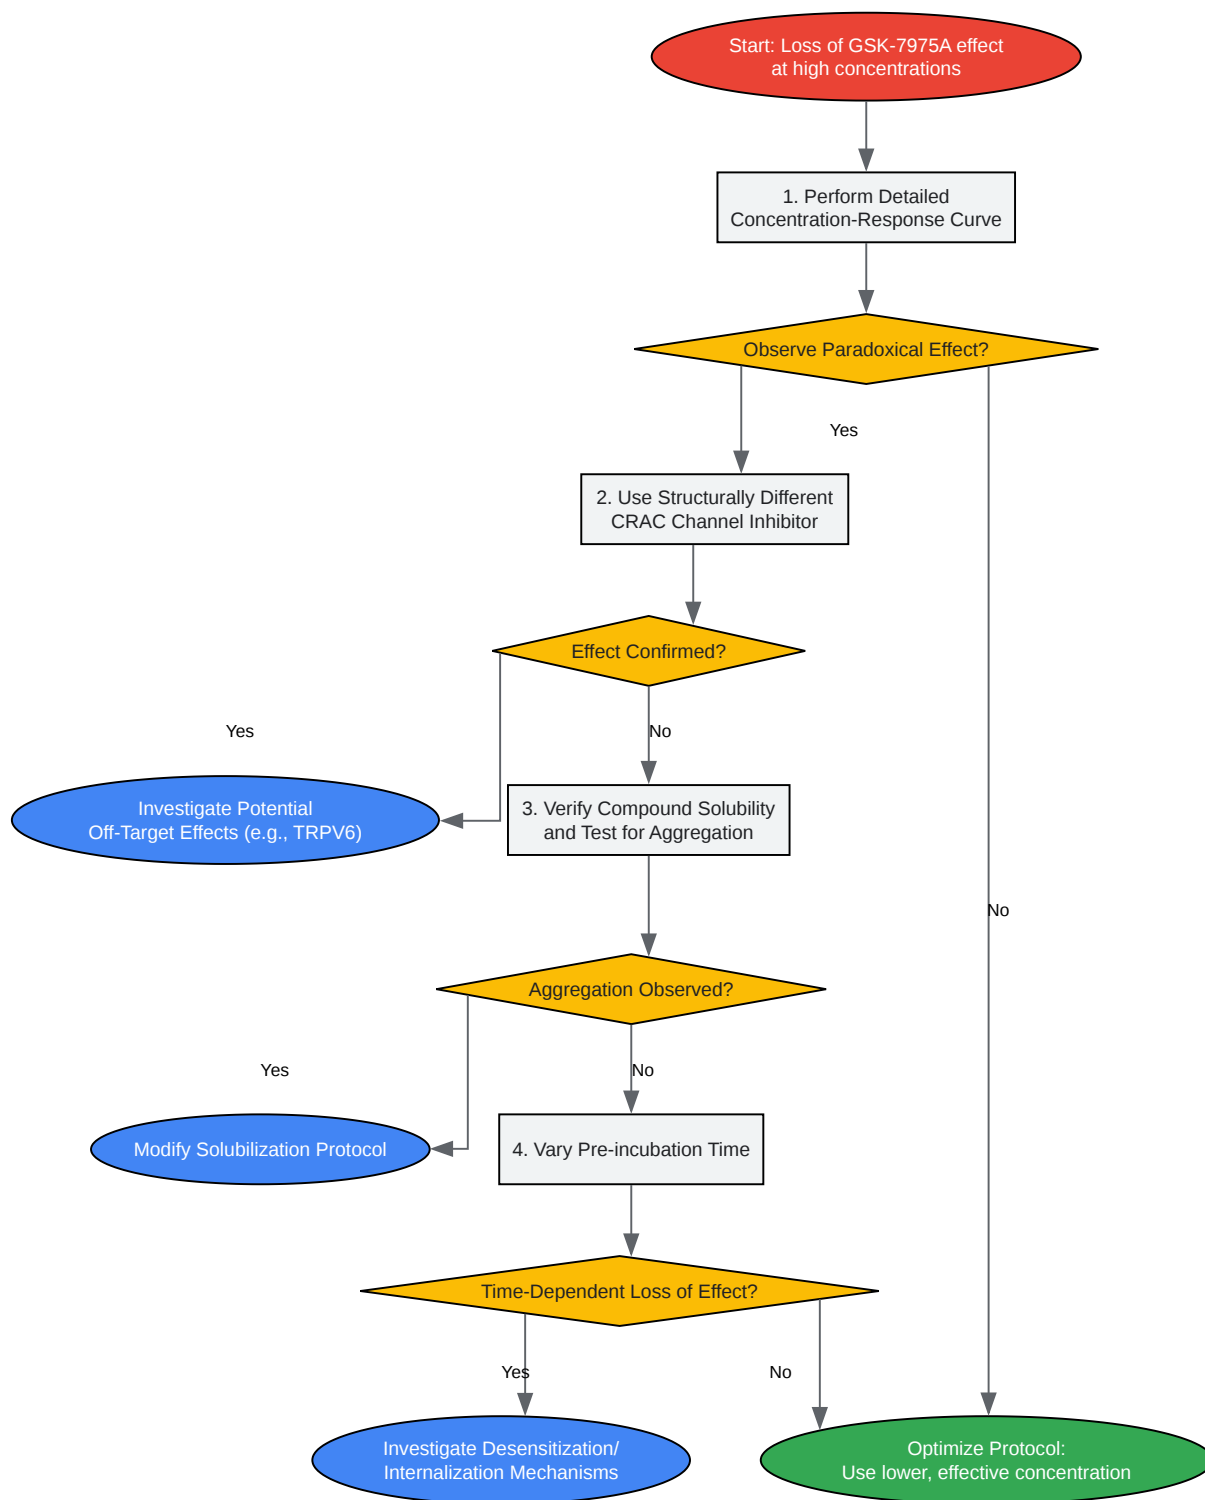 Start: Loss of GSK-7975A effect
at high concentrations
1. Perform Detailed
Concentration-Response Curve
Observe Paradoxical Effect?
Yes
2. Use Structurally Different
CRAC Channel Inhibitor
Effect Confirmed?
Yes
No
Investigate Potential
Off-Target Effects (e.g., TRPV6)
3. Verify Compound Solubility
and Test for Aggregation
No
Aggregation Observed?
Yes
No
Modify Solubilization Protocol
4. Vary Pre-incubation Time
Time-Dependent Loss of Effect?
Yes
No
Investigate Desensitization/
Internalization Mechanisms
Optimize Protocol:
Use lower, effective concentration